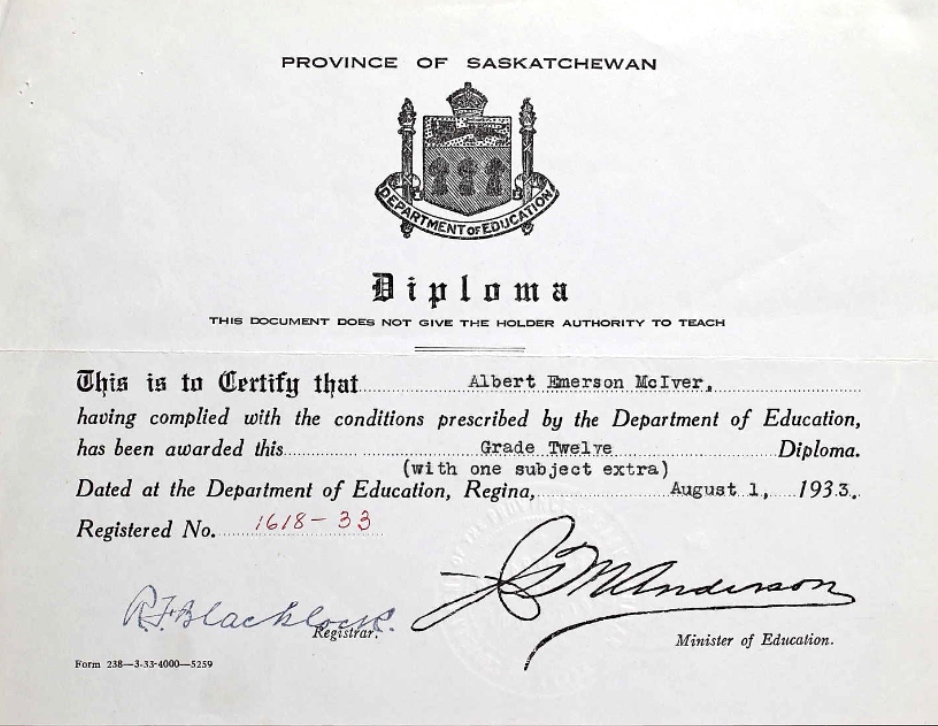 PROVINCE OF SASKATCHEWAN
DEPARTMENT OF EDUCATION
Diploma
THIS DOCUMENT DOES NOT GIVE THE HOLDER AUTHORITY TO TEACH
This is to Certify that Albert Emerson McIver,
having complied with the conditions prescribed by the Department of Education,
has been awarded this Grade Twelve Diploma.
(with one subject extra)
Dated at the Department of Education, Regina, August 1, 1933.
Registered No. 1618-33
R.F. Blacklock. Anderson
Registrar. Minister of Education.
Form 238—3-33-4000—5259